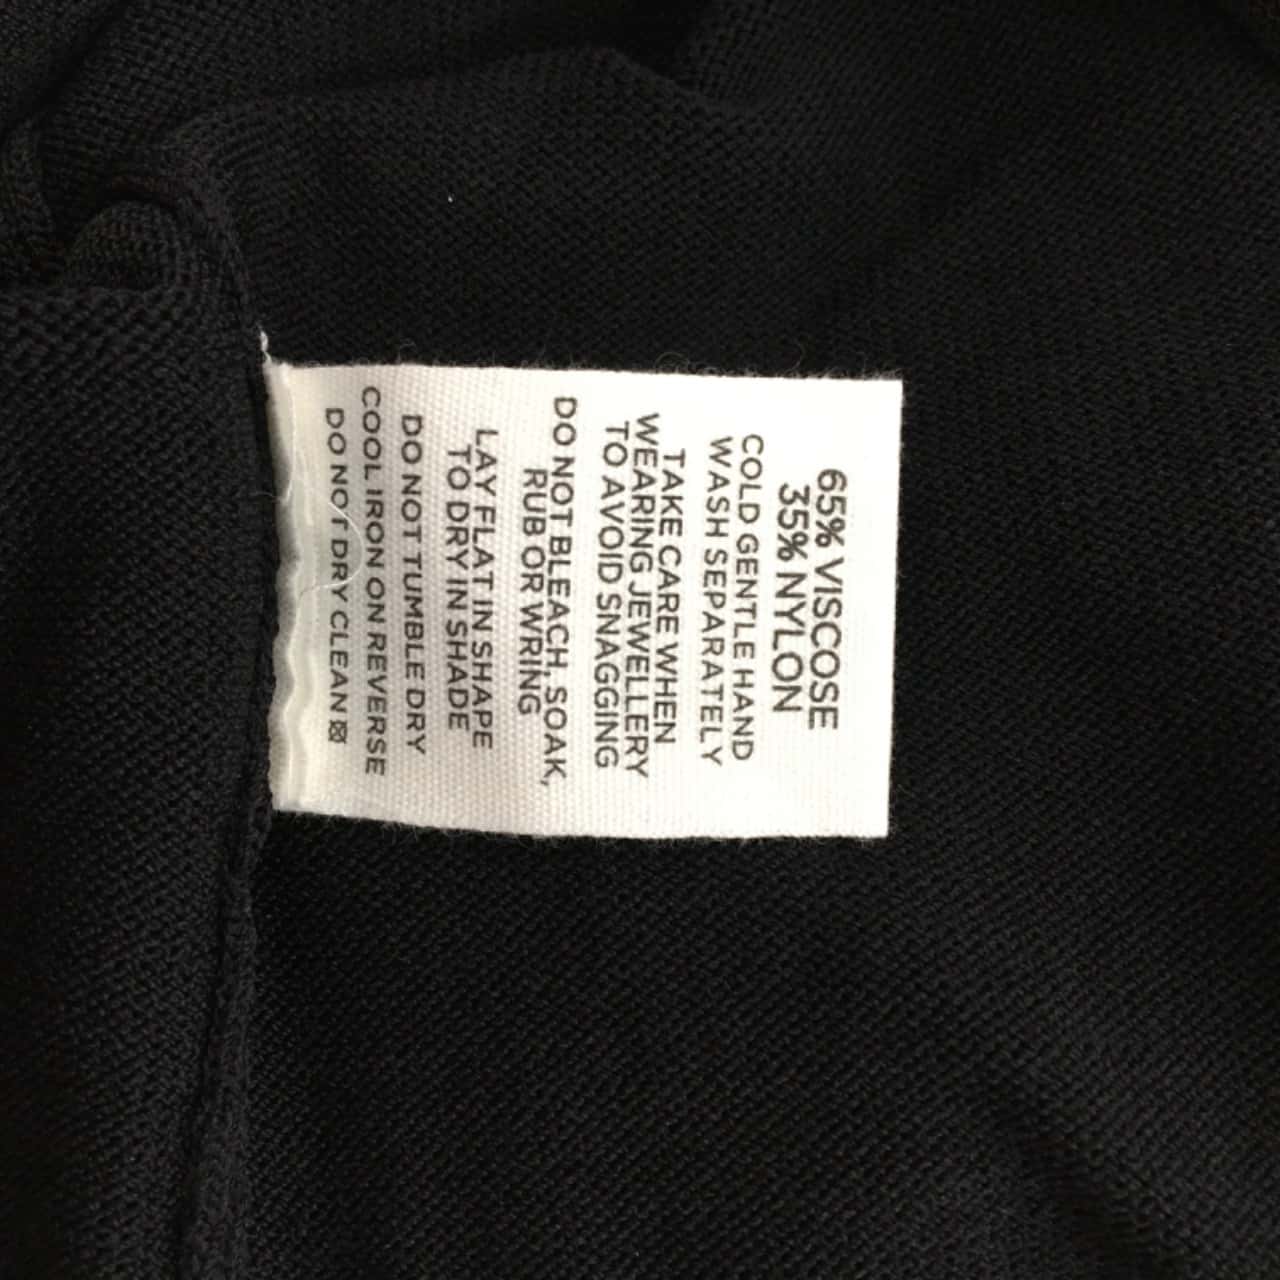 65% VISCOSE
35% NYLON
COLD GENTLE HAND
WASH SEPARATELY
TAKE CARE WHEN
WEARING JEWELLERY
TO AVOID SNAGGING
DO NOT BLEACH, SOAK,
RUB OR WRING
LAY FLAT IN SHAPE
TO DRY IN SHADE
DO NOT TUMBLE DRY
COOL IRON ON REVERSE
DO NOT DRY CLEAN